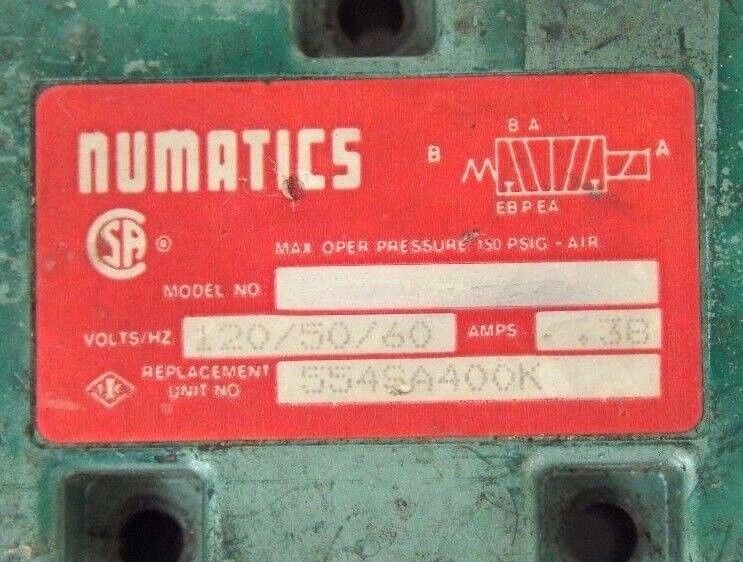 NUMATICS
B A
B A
EB P EA
CSA ®
MAX OPER PRESSURE 150 PSIG - AIR
MODEL NO
VOLTS/HZ 120/50/60 AMPS .38
REPLACEMENT
UNIT NO 554SA400K